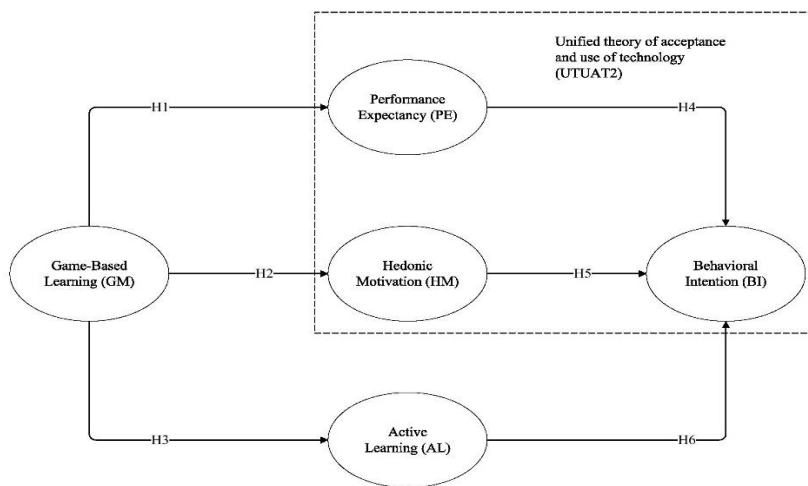 Unified theory of acceptance
and use of technology
(UTUAT2)
Performance
Expectancy (PE)
H1
H4
Game-Based
Learning (GM)
H2
Hedonic
Motivation (HM)
H5
Behavioral
Intention (BI)
H3
Active
Learning (AL)
H6